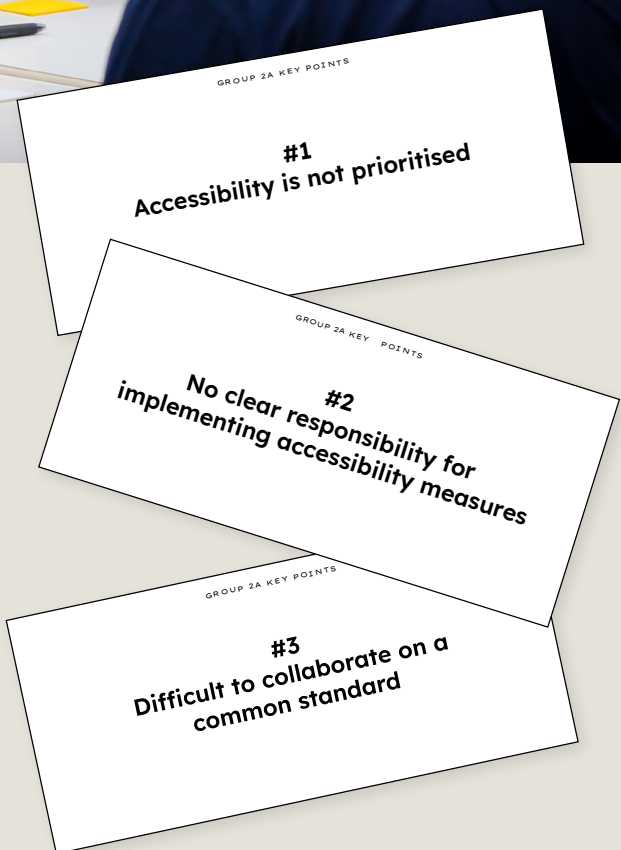 GROUP 2A KEY POINTS
#1
Accessibility is not prioritised
GROUP 2A KEY POINTS
#2
No clear responsibility for
implementing accessibility measures
GROUP 2A KEY POINTS
#3
Difficult to collaborate on a
common standard